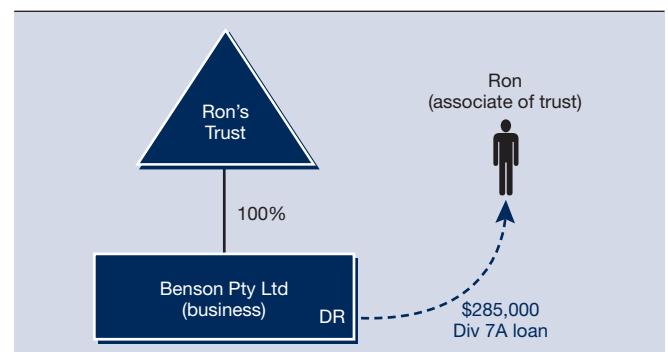 Ron's
Trust
Ron
(associate of trust)
100%
Benson Pty Ltd
(business)
DR
$285,000
Div 7A loan